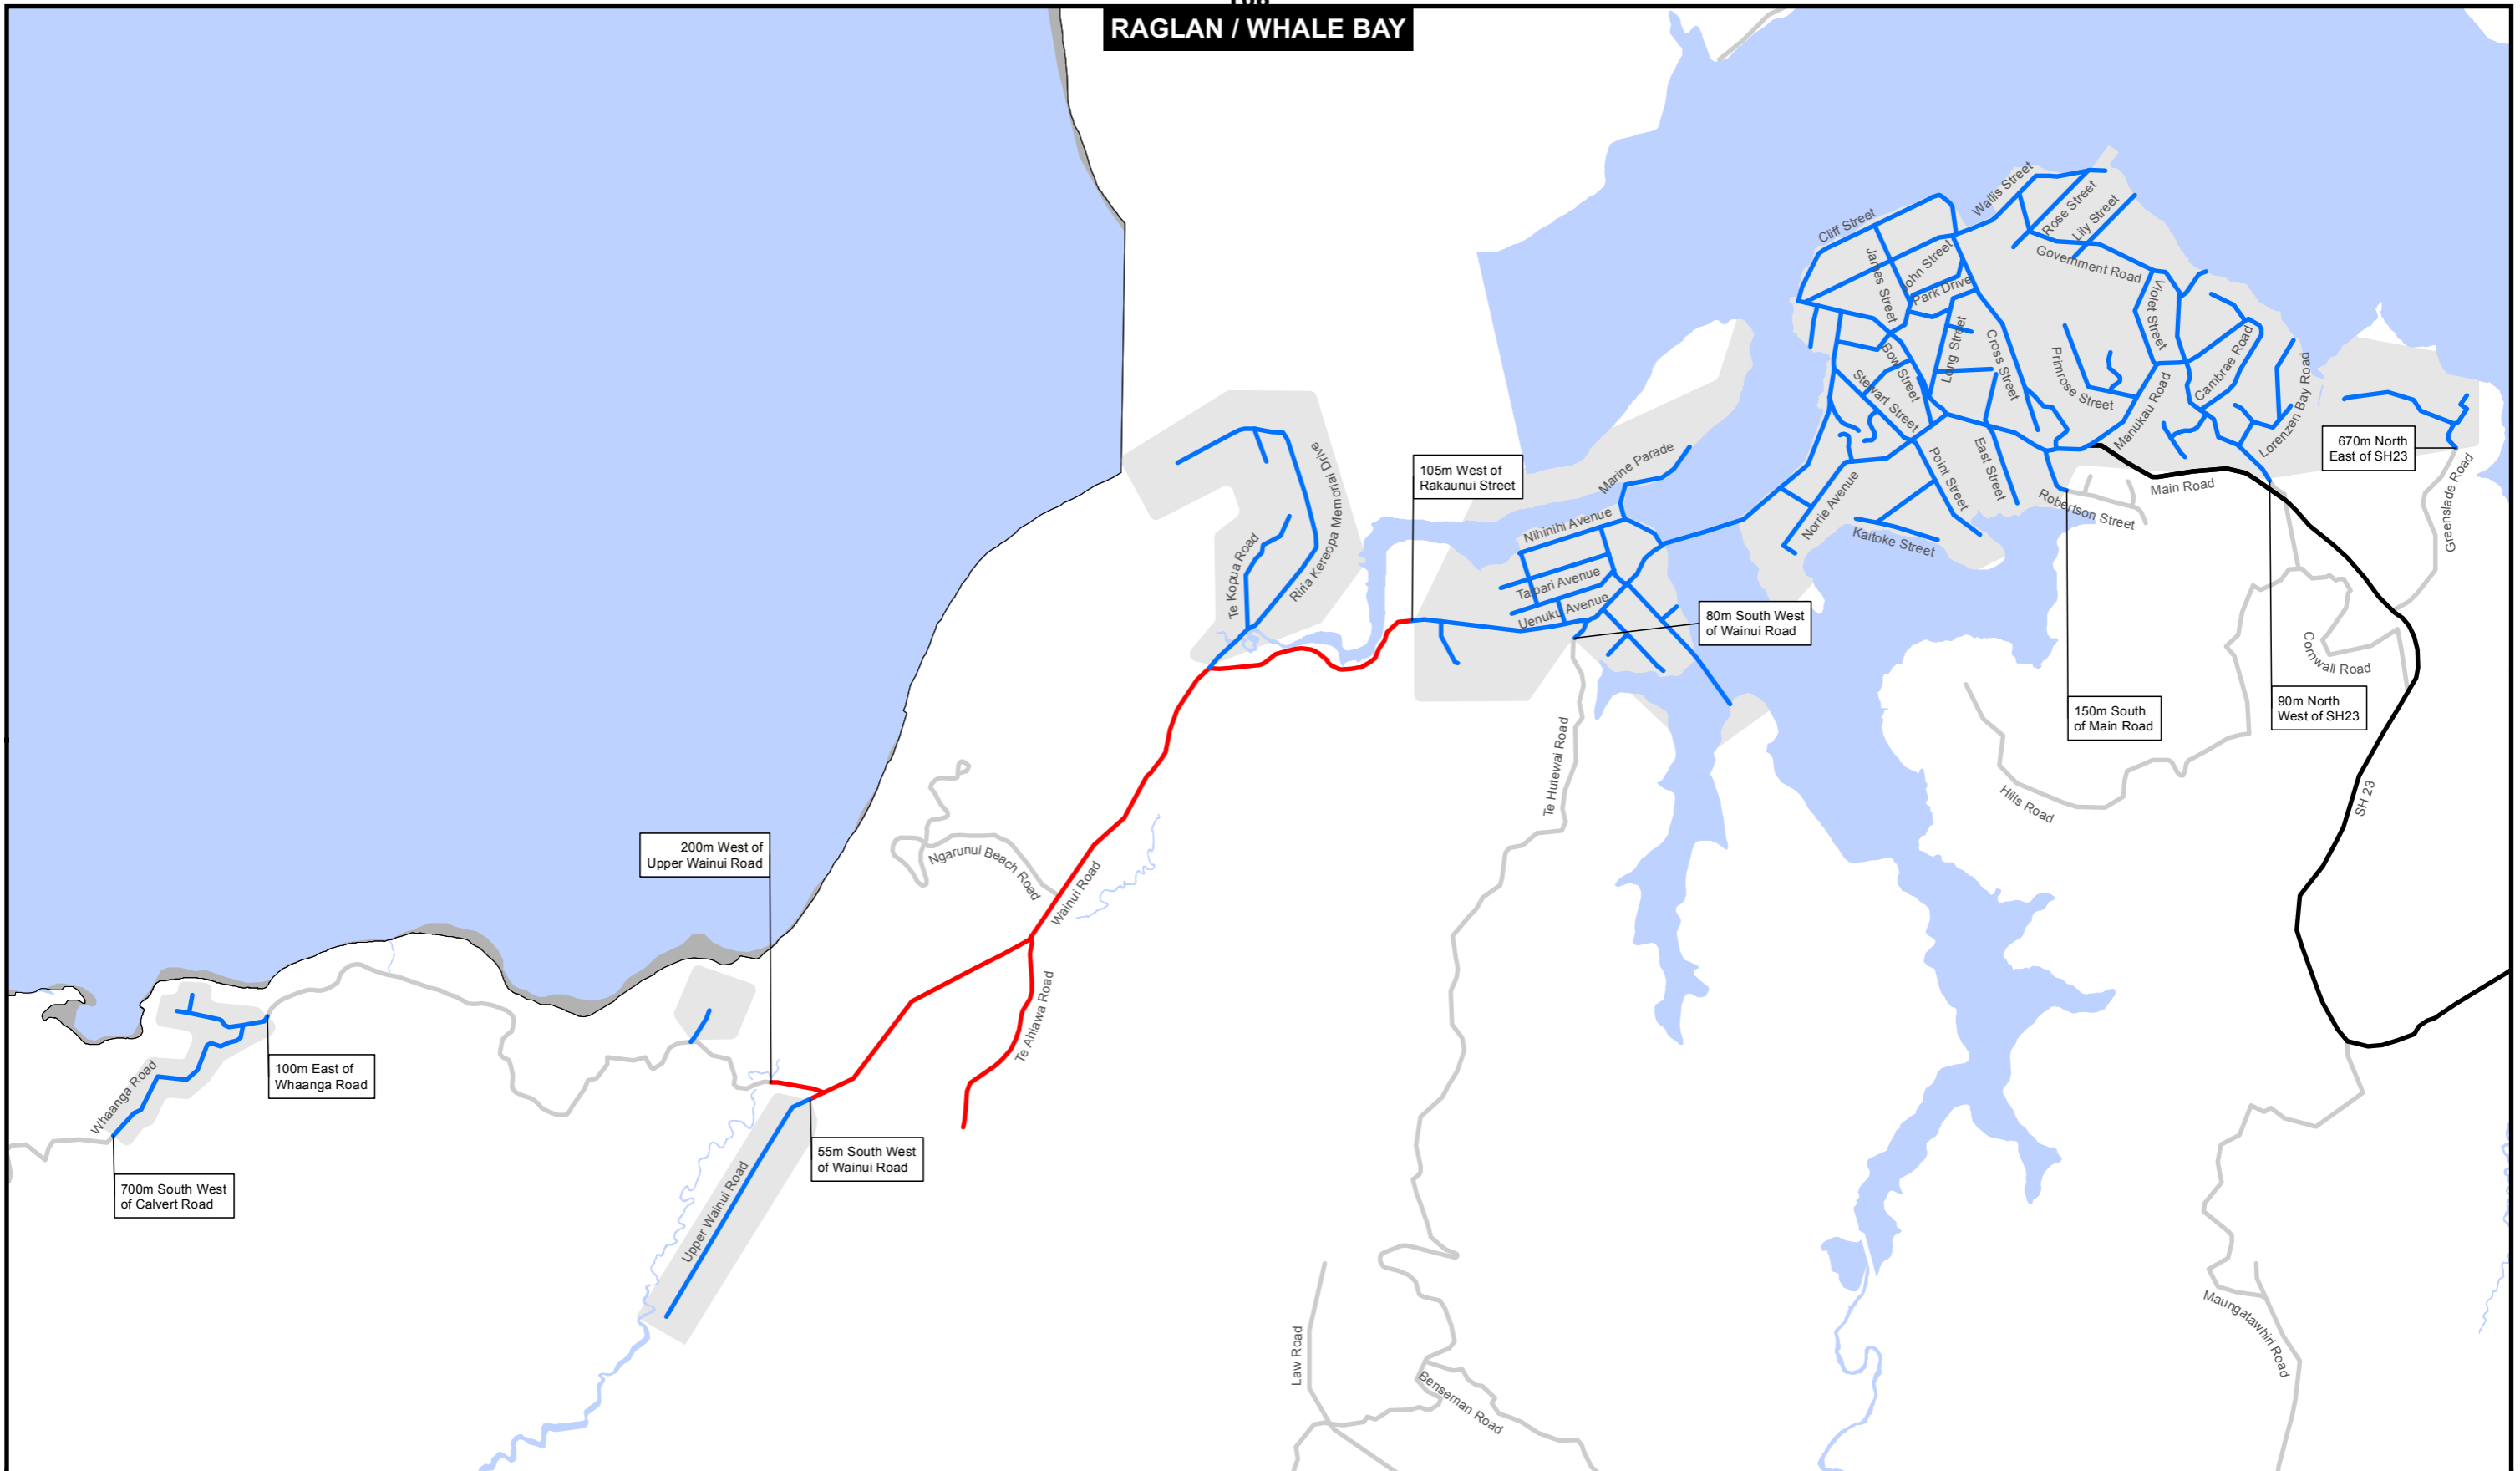 RAGLAN / WHALE BAY
Wallis Street
Rose Street
Lily Street
Cliff Street
James Street
John Street
Park Drive
Government Road
Violet Street
Long Street
Cross Street
Bow Street
Stewart Street
Primrose Street
Manukau Road
Cambrae Road
Lorenzen Bay Road
670m North
East of SH23
Greenslade Road
Main Road
Robertson Street
East Street
Point Street
Norrie Avenue
Kaitoke Street
Marine Parade
Nihinihi Avenue
Taipari Avenue
Uenuku Avenue
105m West of
Rakaunui Street
80m South West
of Wainui Road
Riria Kereopa Memorial Drive
Te Kopua Road
150m South
of Main Road
90m North
West of SH23
Cornwall Road
Hills Road
SH 23
Te Hutewai Road
200m West of
Upper Wainui Road
Ngarunui Beach Road
Wainui Road
Te Ahiawa Road
100m East of
Whaanga Road
Whaanga Road
700m South West
of Calvert Road
55m South West
of Wainui Road
Upper Wainui Road
Law Road
Benseman Road
Maungatawhiri Road